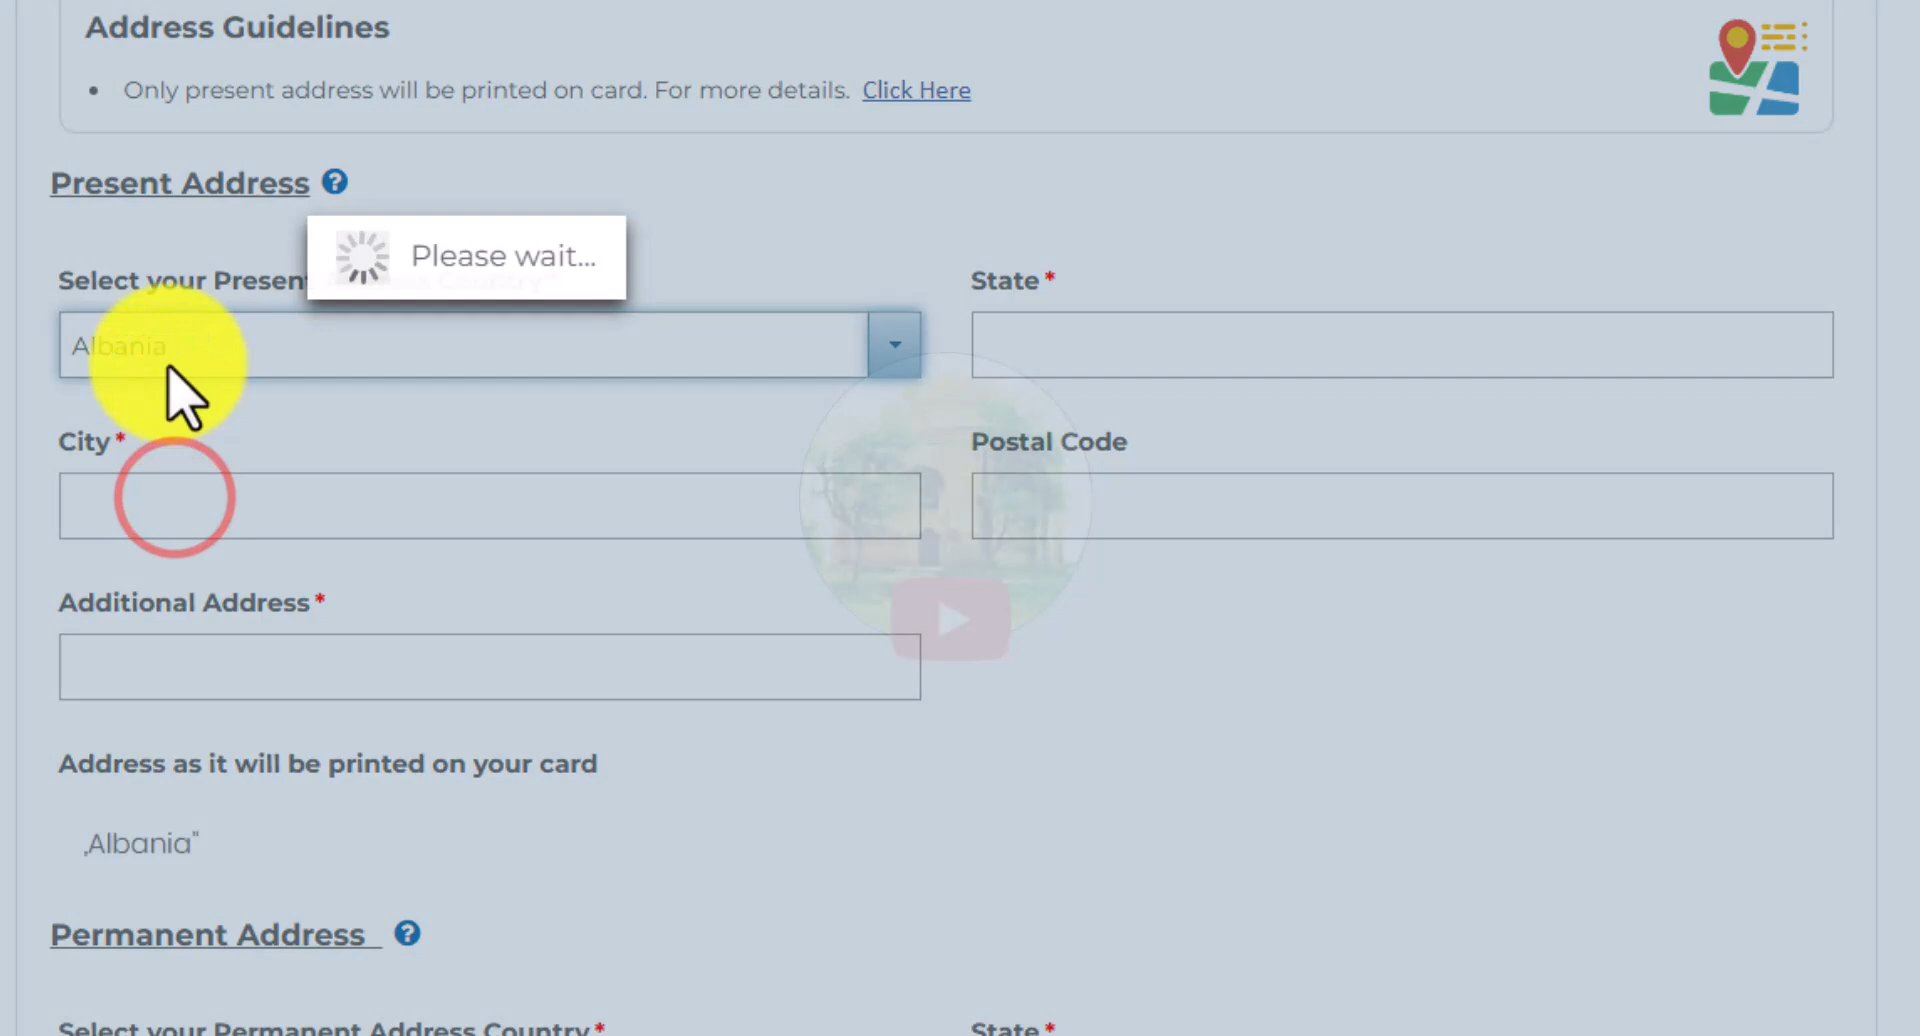 Address Guidelines
• Only present address will be printed on card. For more details. Click Here
Present Address ?
Please wait...
Select your Present Address Country *
State *
Albania
City *
Postal Code
Additional Address *
Address as it will be printed on your card
,Albania"
Permanent Address ?
Select your Permanent Address Country *
State *